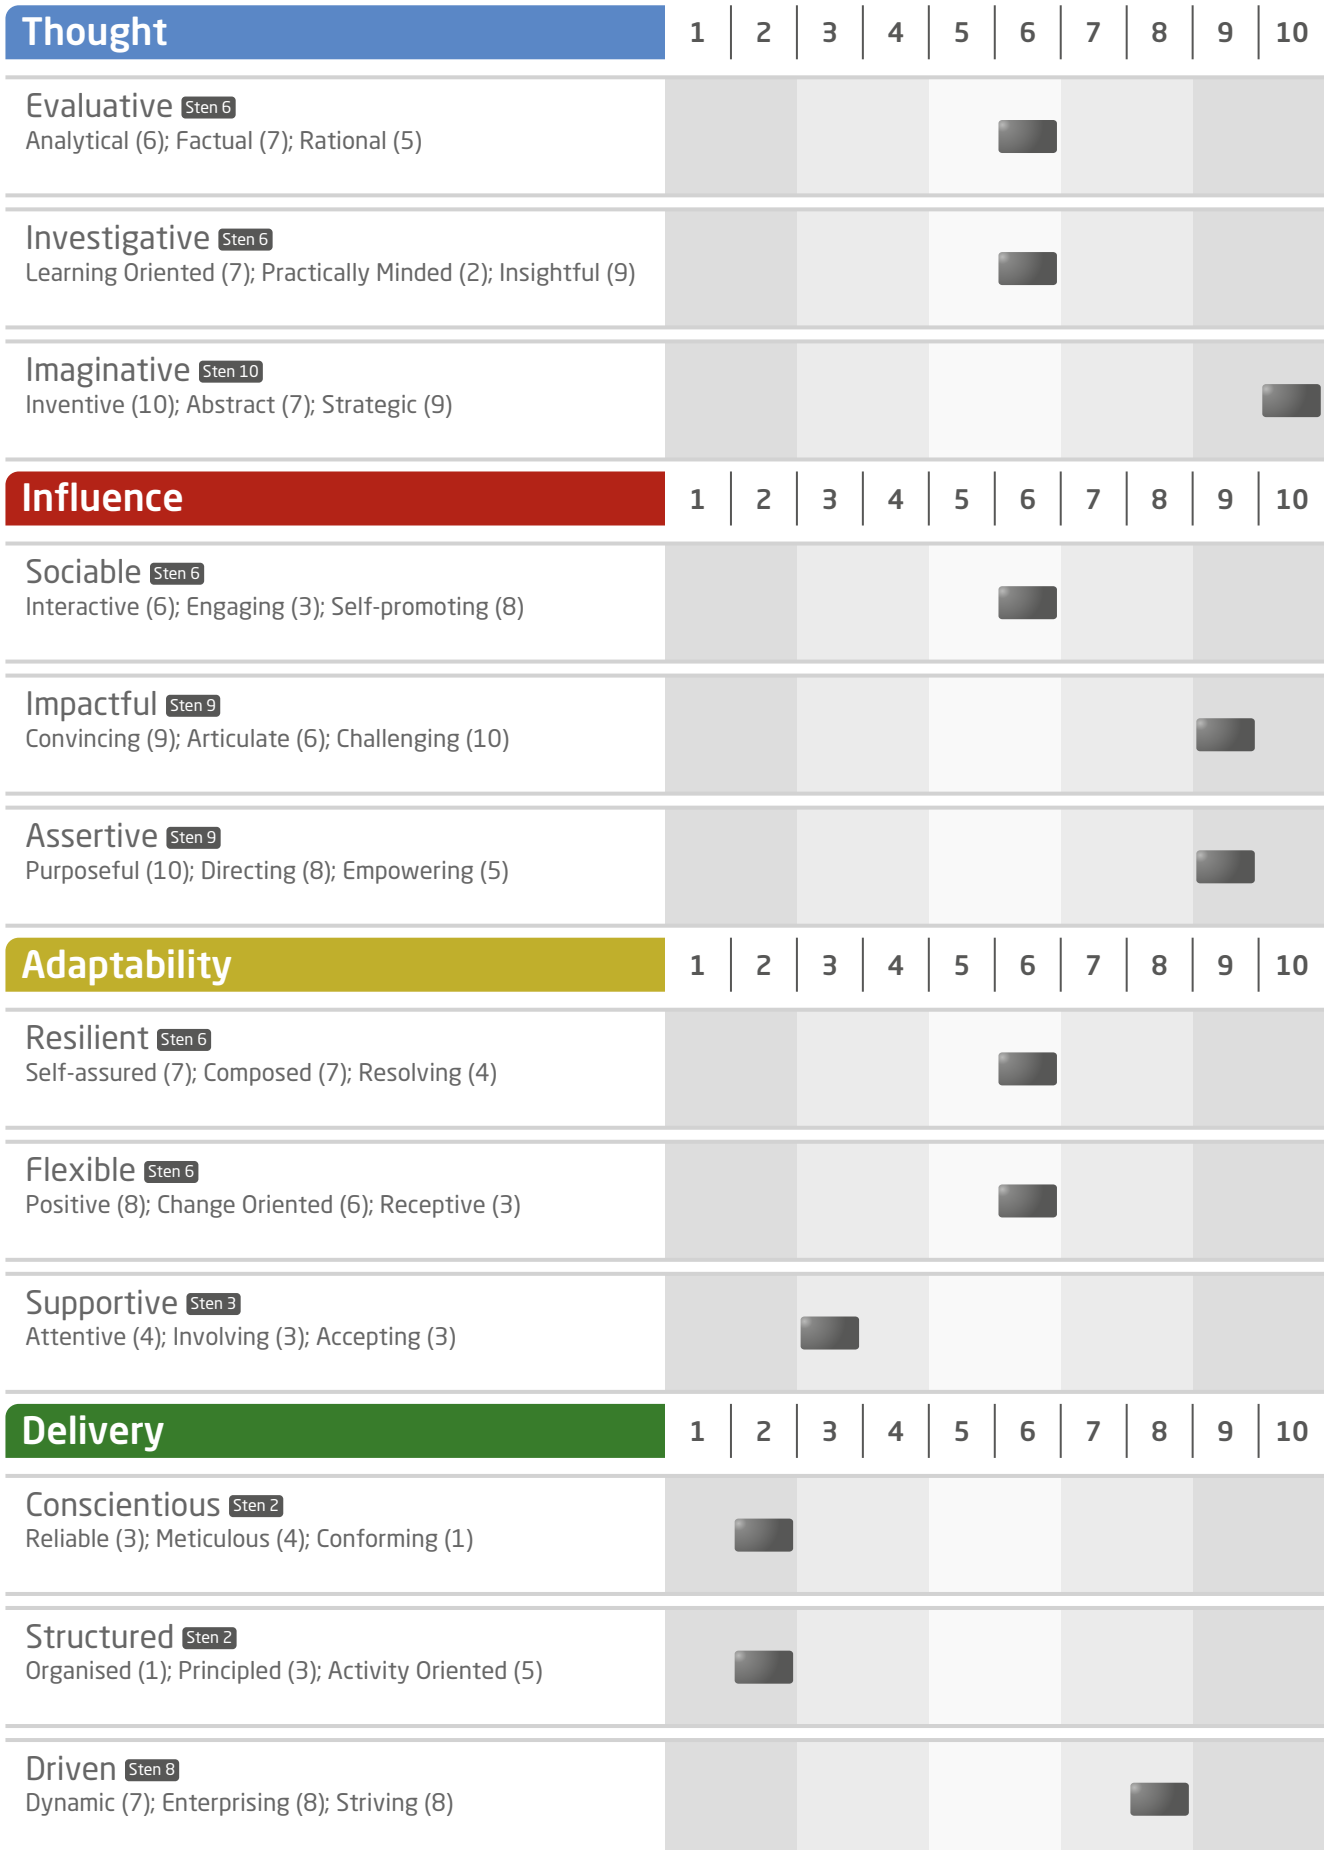 Thought 1 2 3 4 5 6 7 8 9 10
Evaluative Sten 6
Analytical (6); Factual (7); Rational (5)
Investigative Sten 6
Learning Oriented (7); Practically Minded (2); Insightful (9)
Imaginative Sten 10
Inventive (10); Abstract (7); Strategic (9)
Influence 1 2 3 4 5 6 7 8 9 10
Sociable Sten 6
Interactive (6); Engaging (3); Self-promoting (8)
Impactful Sten 9
Convincing (9); Articulate (6); Challenging (10)
Assertive Sten 9
Purposeful (10); Directing (8); Empowering (5)
Adaptability 1 2 3 4 5 6 7 8 9 10
Resilient Sten 6
Self-assured (7); Composed (7); Resolving (4)
Flexible Sten 6
Positive (8); Change Oriented (6); Receptive (3)
Supportive Sten 3
Attentive (4); Involving (3); Accepting (3)
Delivery 1 2 3 4 5 6 7 8 9 10
Conscientious Sten 2
Reliable (3); Meticulous (4); Conforming (1)
Structured Sten 2
Organised (1); Principled (3); Activity Oriented (5)
Driven Sten 8
Dynamic (7); Enterprising (8); Striving (8)